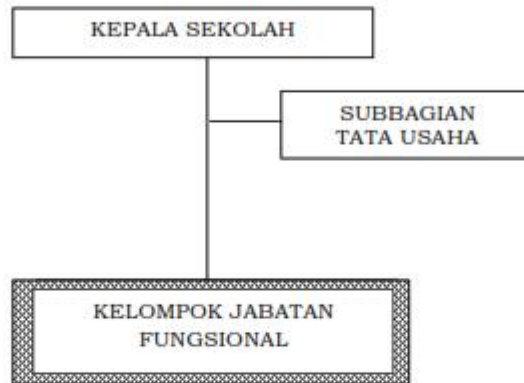 KEPALA SEKOLAH
SUBBAGIAN
TATA USAHA
KELOMPOK JABATAN
FUNGSIONAL